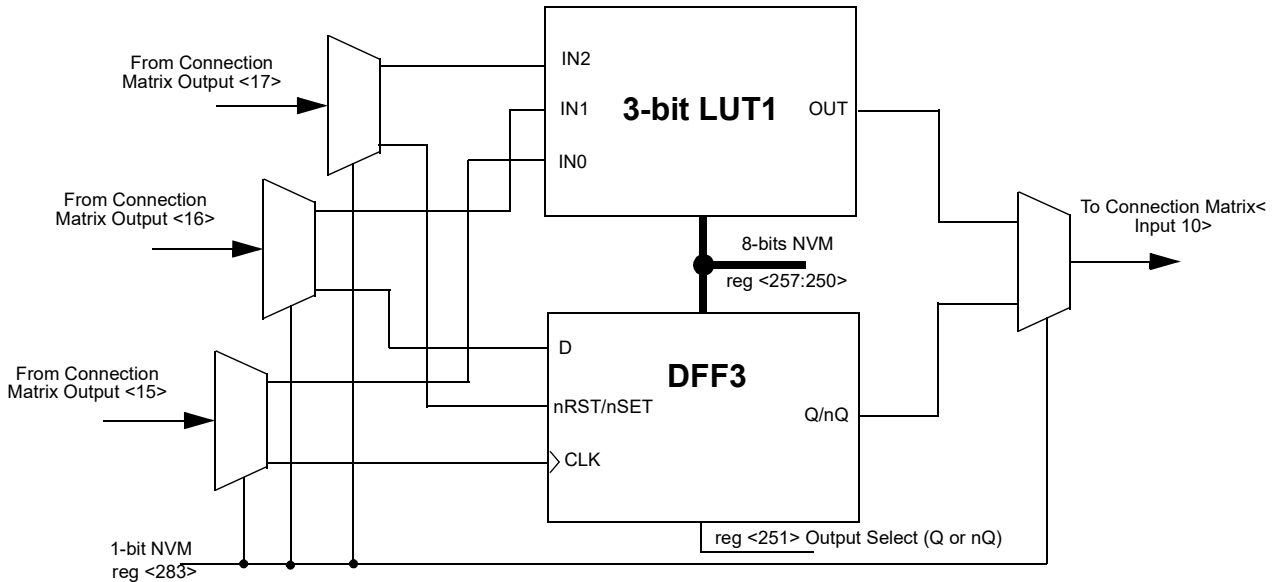 From Connection
Matrix Output <17>
IN2
IN1
IN0
3-bit LUT1
OUT
From Connection
Matrix Output <16>
To Connection Matrix<
Input 10>
8-bits NVM
reg <257:250>
D
nRST/nSET
CLK
DFF3
Q/nQ
From Connection
Matrix Output <15>
reg <251> Output Select (Q or nQ)
1-bit NVM
reg <283>